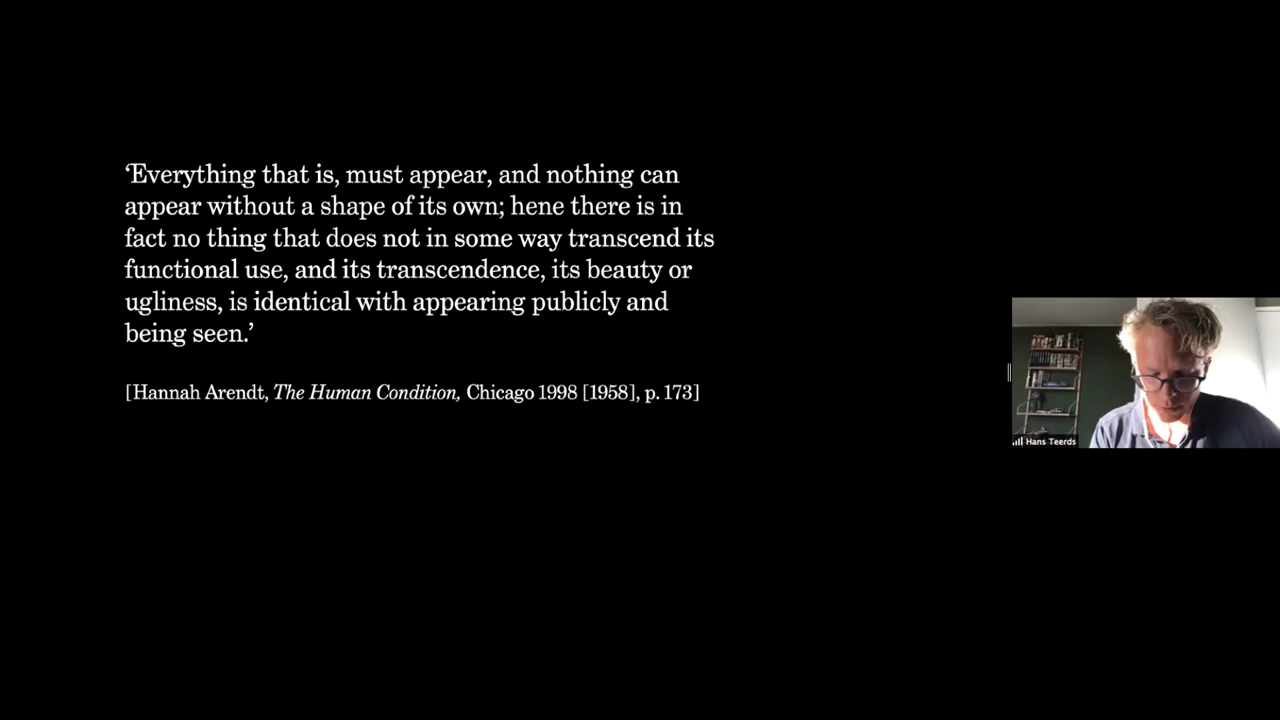 ‘Everything that is, must appear, and nothing can
appear without a shape of its own; hene there is in
fact no thing that does not in some way transcend its
functional use, and its transcendence, its beauty or
ugliness, is identical with appearing publicly and
being seen.’
[Hannah Arendt, The Human Condition, Chicago 1998 [1958], p. 173]
Hans Teerds